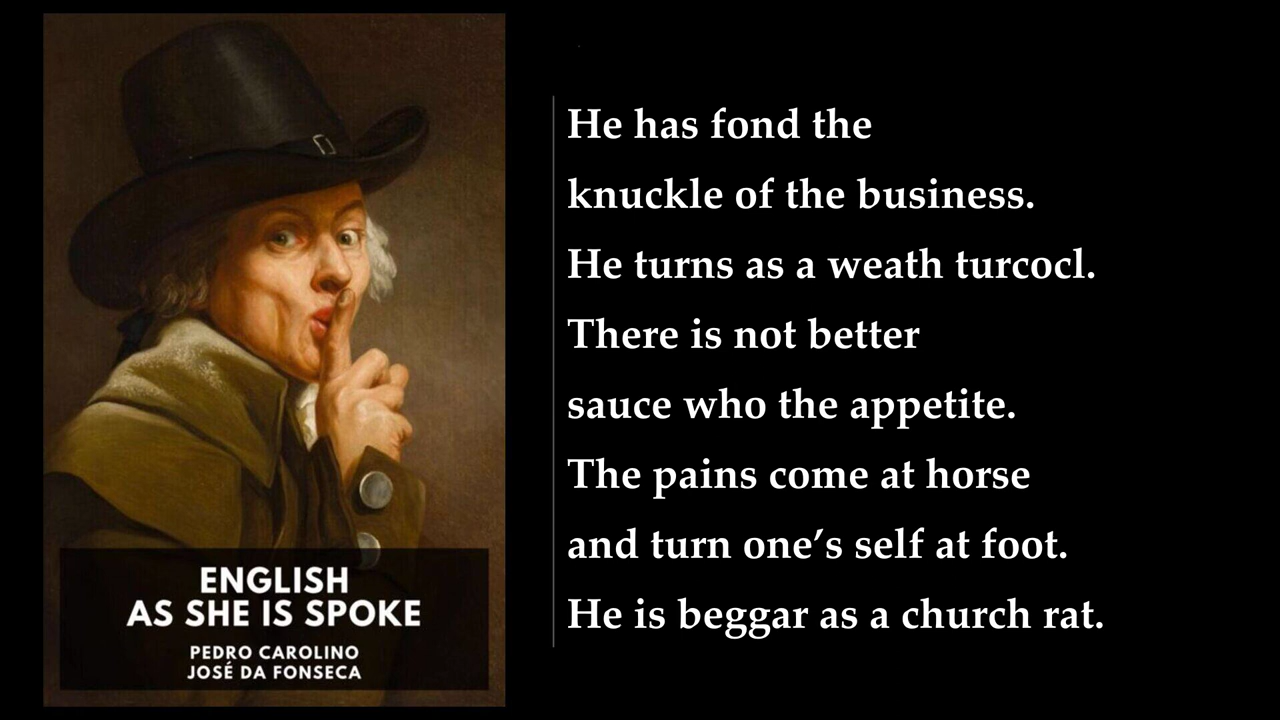 He has fond the
knuckle of the business.
He turns as a weath turcocl.
There is not better
sauce who the appetite.
The pains come at horse
and turn one’s self at foot.
He is beggar as a church rat.
ENGLISH
AS SHE IS SPOKE
PEDRO CAROLINO
JOSÉ DA FONSECA